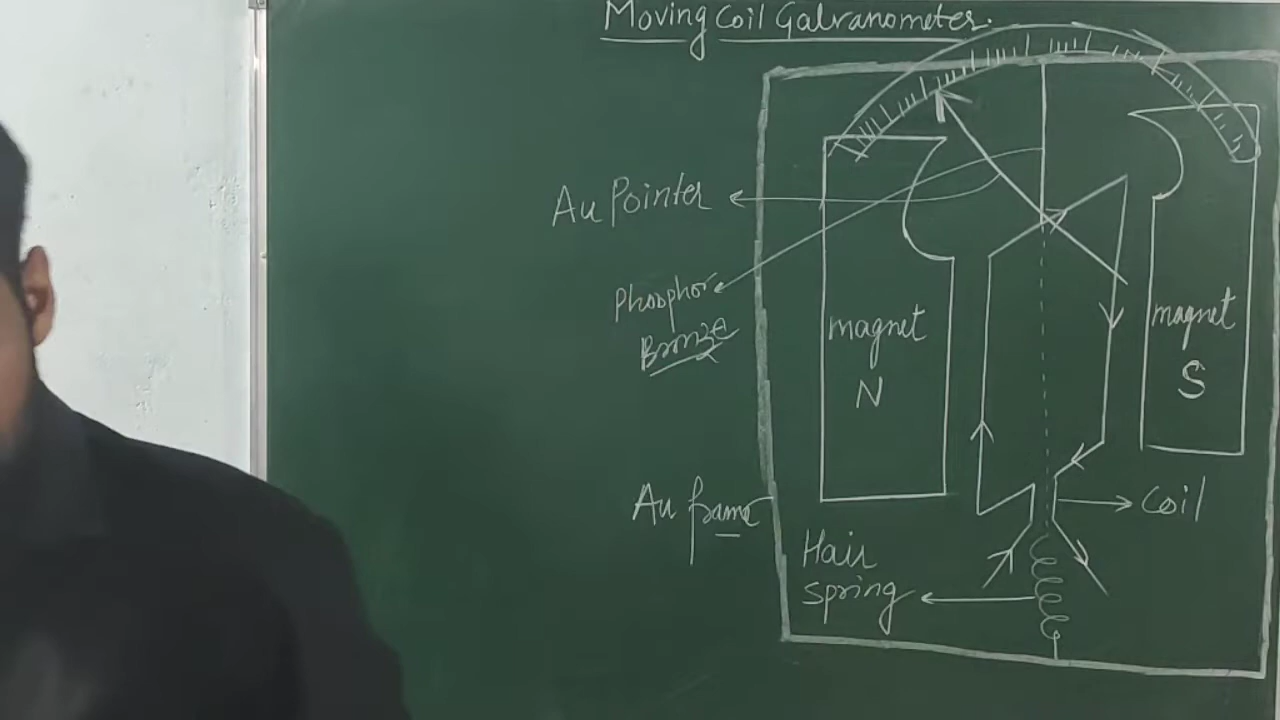 Moving Coil Galvanometer.
Au Pointer
Phosphor
Bronze
magnet
N
magnet
S
Au frame
Coil
Hair
spring